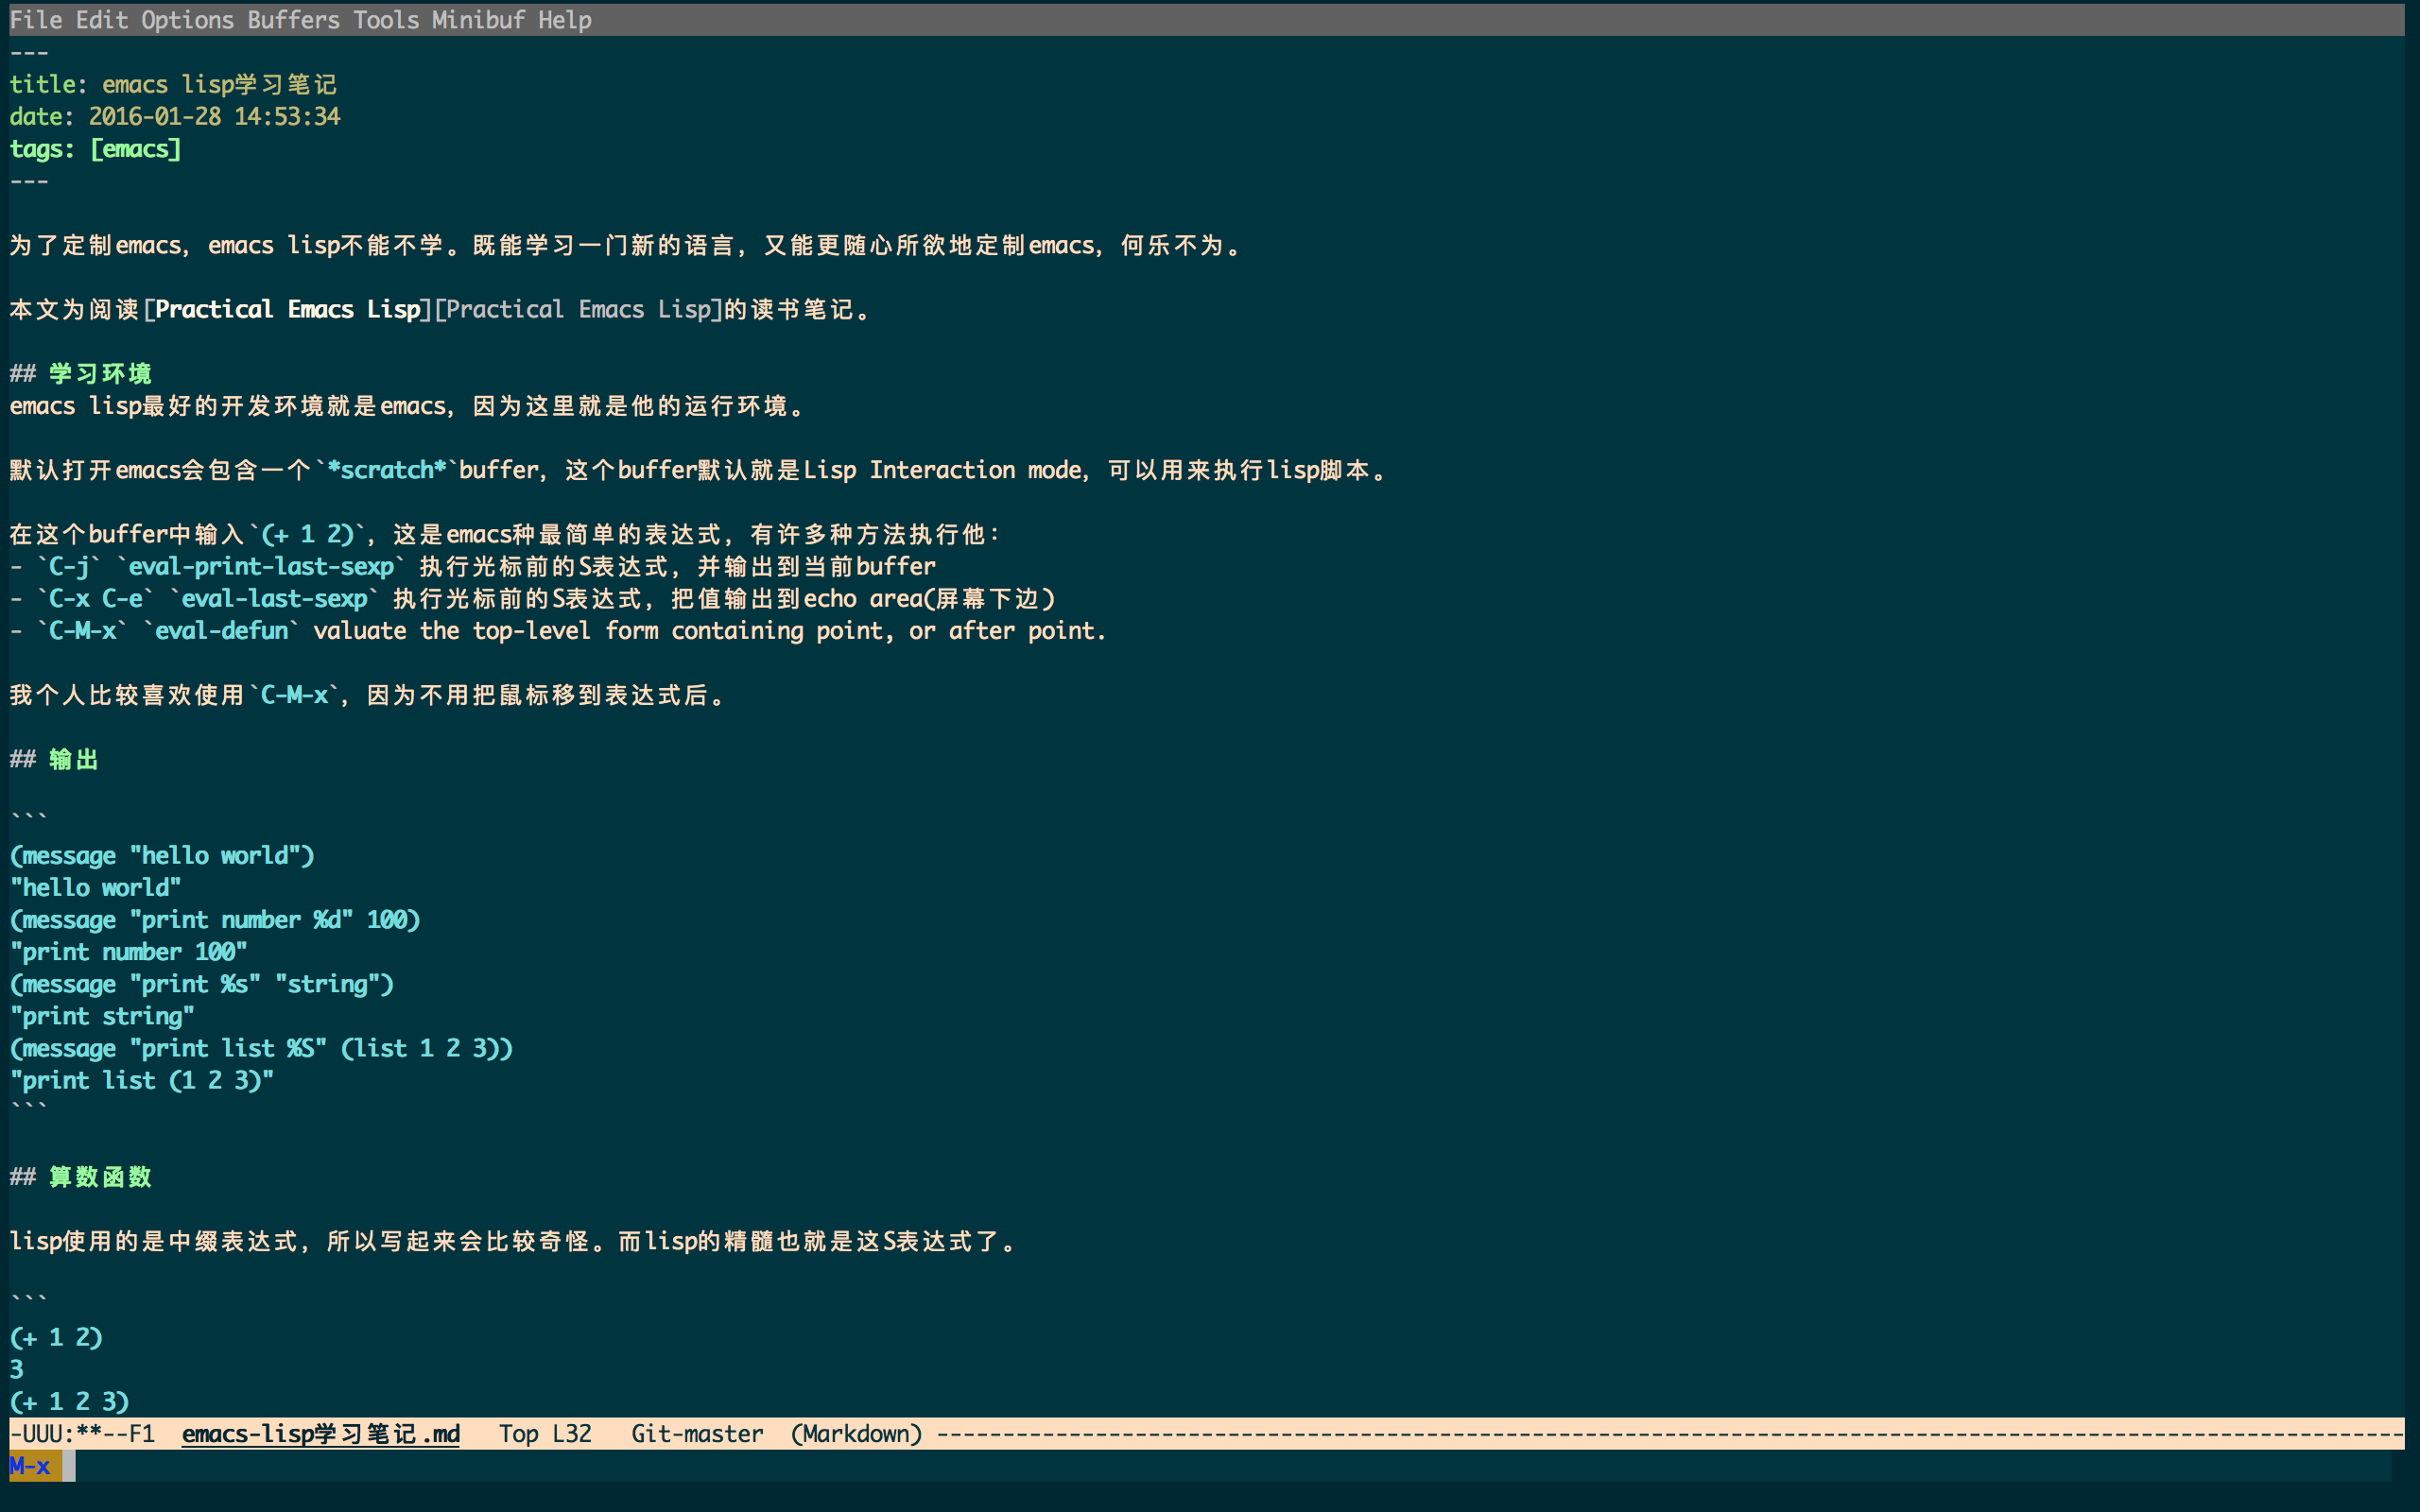 File Edit Options Buffers Tools Minibuf Help
---
title: emacs lisp学习笔记
date: 2016-01-28 14:53:34
tags: [emacs]
---
为了定制emacs, emacs lisp不能不学。既能学习一门新的语言, 又能更随心所欲地定制emacs, 何乐不为。
本文为阅读[Practical Emacs Lisp][Practical Emacs Lisp]的读书笔记。
## 学习环境
emacs lisp最好的开发环境就是emacs, 因为这里就是他的运行环境。
默认打开emacs会包含一个`*scratch*`buffer, 这个buffer默认就是Lisp Interaction mode, 可以用来执行lisp脚本。
在这个buffer中输入`(+ 1 2)`, 这是emacs种最简单的表达式, 有许多种方法执行他:
- `C-j` `eval-print-last-sexp` 执行光标前的S表达式, 并输出到当前buffer
- `C-x C-e` `eval-last-sexp` 执行光标前的S表达式, 把值输出到echo area(屏幕下边)
- `C-M-x` `eval-defun` valuate the top-level form containing point, or after point.
我个人比较喜欢使用`C-M-x`, 因为不用把鼠标移到表达式后。
## 输出
```
(message "hello world")
"hello world"
(message "print number %d" 100)
"print number 100"
(message "print %s" "string")
"print string"
(message "print list %S" (list 1 2 3))
"print list (1 2 3)"
```
## 算数函数
lisp使用的是中缀表达式, 所以写起来会比较奇怪。而lisp的精髓也就是这S表达式了。
```
(+ 1 2)
3
(+ 1 2 3)
-UUU:**--F1  emacs-lisp学习笔记.md   Top L32   Git-master  (Markdown) ---------------------------------------------------------------------------------------------------------------
M-x